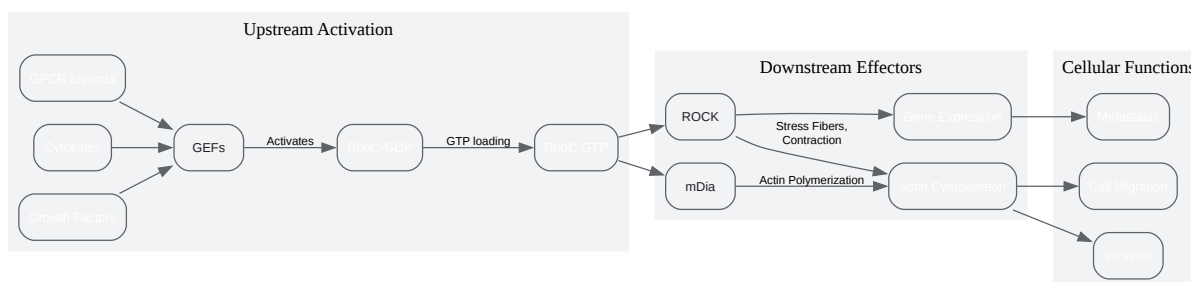 Upstream Activation
GPCR Ligands
Cytokines
Growth Factors
GEFs
Activates
RhoC-GDP
GTP loading
RhoC-GTP
Downstream Effectors
ROCK
mDia
Stress Fibers,
Contraction
Actin Polymerization
Gene Expression
Actin Cytoskeleton
Cellular Functions
Metastasis
Cell Migration
Invasion